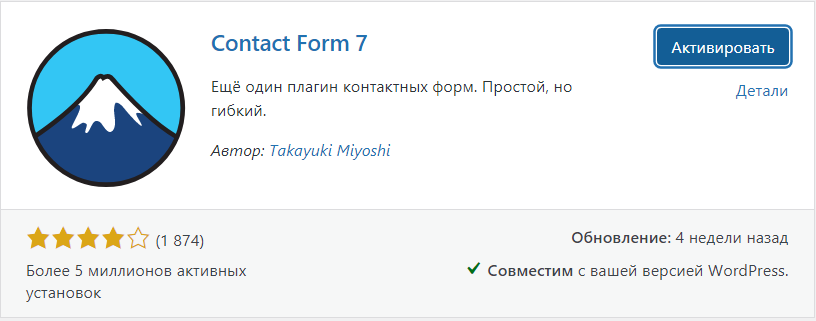 Contact Form 7
Активировать
Ещё один плагин контактных форм. Простой, но
гибкий.
Детали
Автор: Takayuki Miyoshi
(1 874)
Обновление: 4 недели назад
Более 5 миллионов активных
установок
Совместим с вашей версией WordPress.